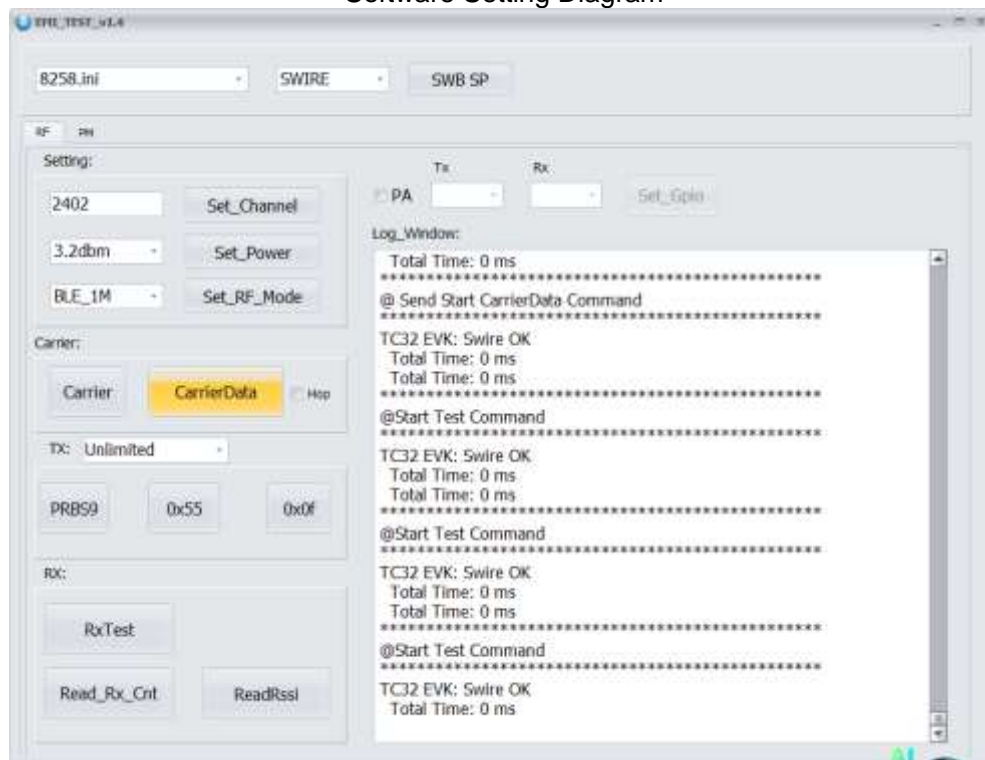 Software Setting Diagram
EMI_TEST_v1.4
8258.ini SWIRE SWB SP
RF PM
Setting:
2402 Set_Channel
3.2dbm Set_Power
BLE_1M Set_RF_Mode
Carrier:
Carrier CarrierData Hop
TX: Unlimited
PRBS9 0x55 0x0f
RX:
RxTest
Read_Rx_Cnt ReadRssi
Tx Rx
PA Set_Gpio
Log_Window:
Total Time: 0 ms
**************************************************
@ Send Start CarrierData Command
**************************************************
TC32 EVK: Swire OK
Total Time: 0 ms
Total Time: 0 ms
**************************************************
@Start Test Command
**************************************************
TC32 EVK: Swire OK
Total Time: 0 ms
Total Time: 0 ms
**************************************************
@Start Test Command
**************************************************
TC32 EVK: Swire OK
Total Time: 0 ms
Total Time: 0 ms
**************************************************
@Start Test Command
**************************************************
TC32 EVK: Swire OK
Total Time: 0 ms
AI